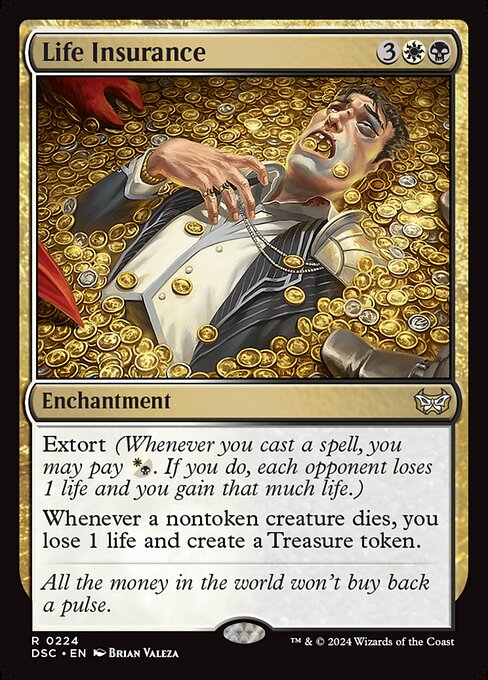 Life Insurance 3
Enchantment
Extort (Whenever you cast a spell, you
may pay . If you do, each opponent loses
1 life and you gain that much life.)
Whenever a nontoken creature dies, you
lose 1 life and create a Treasure token.
All the money in the world won't buy back
a pulse.
R 0224
DSC • EN Brian Valeza
™ & © 2024 Wizards of the Coast